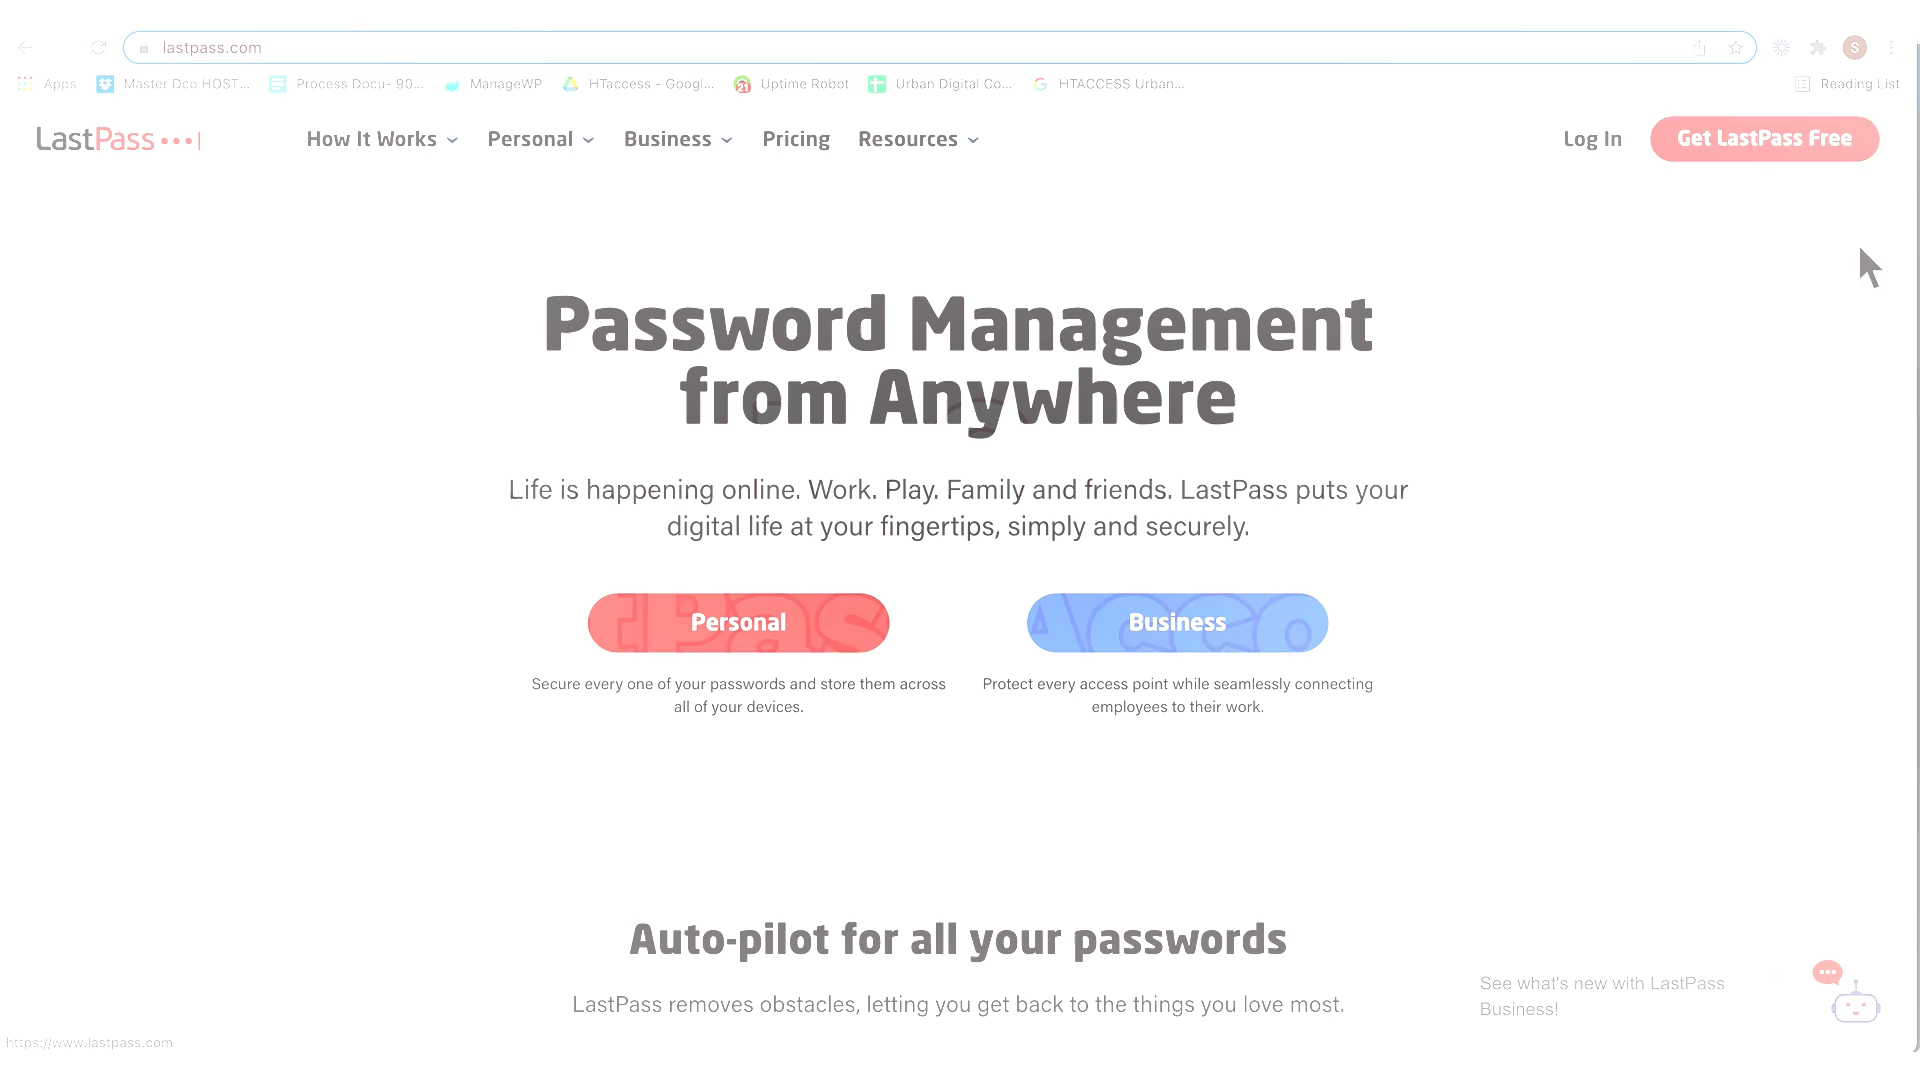 lastpass.com
S
Apps
Master Dco HOST...
Process Docu- 90...
ManageWP
HTaccess - Googl...
21
Uptime Robot
Urban Digital Co...
G
HTACCESS Urban...
Reading List
LastPass
How It Works
Personal
Business
Pricing
Resources
Log In
Get LastPass Free
Password Management
from Anywhere
Life is happening online. Work. Play. Family and friends. LastPass puts your
digital life at your fingertips, simply and securely.
Personal
Business
Secure every one of your passwords and store them across
all of your devices.
Protect every access point while seamlessly connecting
employees to their work.
Auto-pilot for all your passwords
LastPass removes obstacles, letting you get back to the things you love most.
See what's new with LastPass
Business!
https://www.lastpass.com